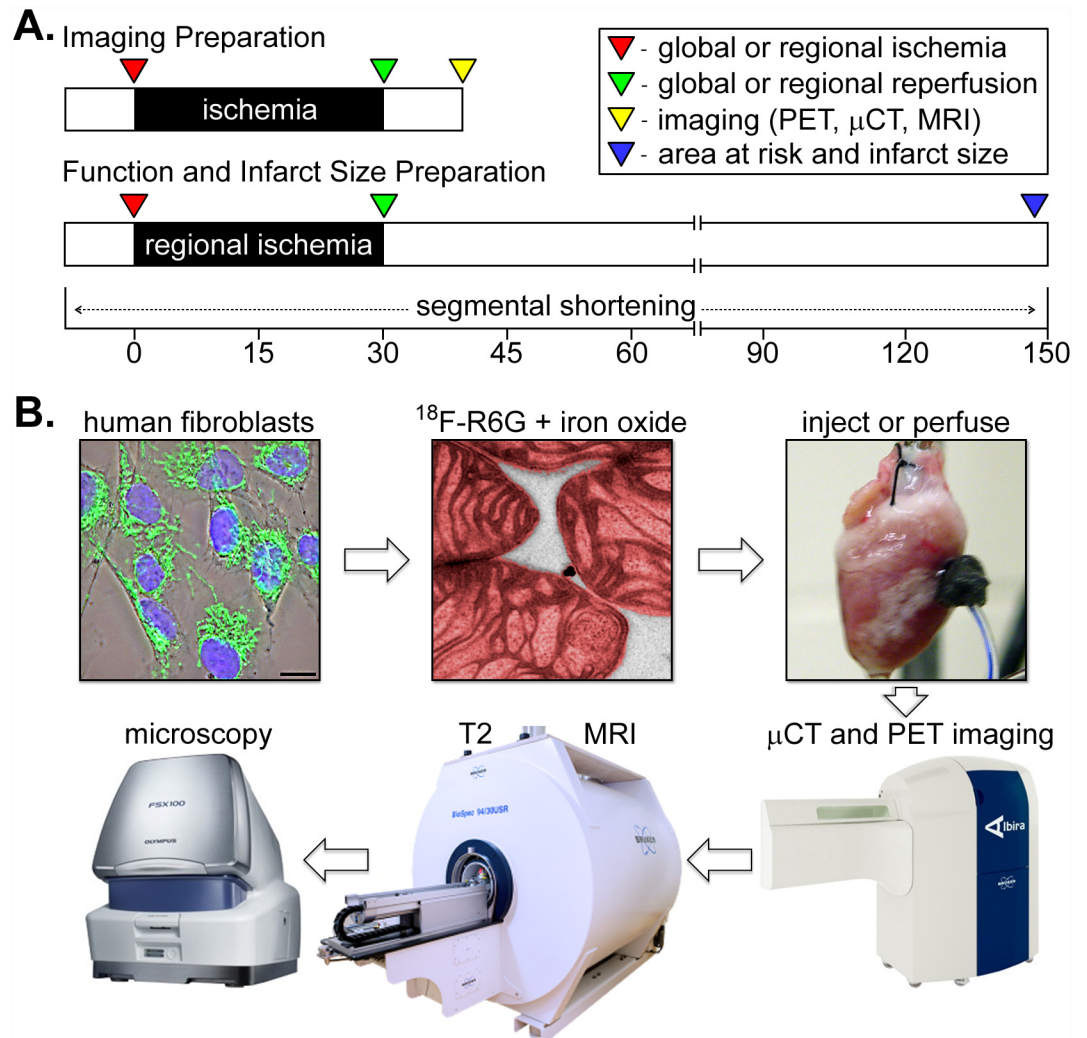 A.
Imaging Preparation
ischemia
- global or regional ischemia
- global or regional reperfusion
- imaging (PET, μCT, MRI)
- area at risk and infarct size
Function and Infarct Size Preparation
regional ischemia
segmental shortening
0 15 30 45 60 90 120 150
B.
human fibroblasts
¹⁸F-R6G + iron oxide
inject or perfuse
microscopy
T2 MRI
μCT and PET imaging
FSX100
OLYMPUS
BRUKER
BioSpec 94/30USR
BRUKER
Albira
BRUKER